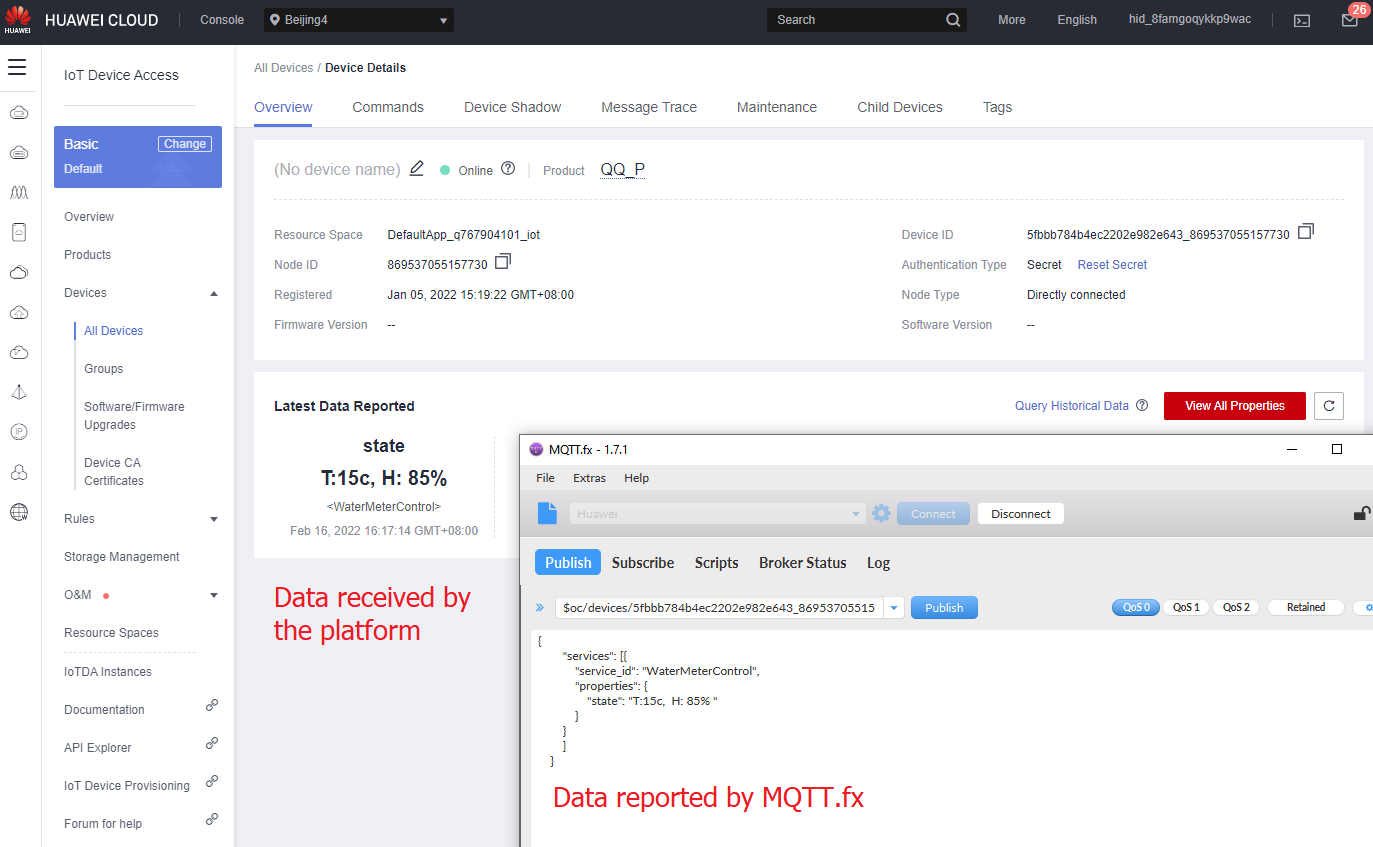 HUAWEI
HUAWEI CLOUD
Console
Beijing4
Search
More
English
hid_8famgoqykkp9wac
26
IoT Device Access
Basic
Change
Default
Overview
Products
Devices
All Devices
Groups
Software/Firmware
Upgrades
Device CA
Certificates
Rules
Storage Management
O&M
Resource Spaces
IoTDA Instances
Documentation
API Explorer
IoT Device Provisioning
Forum for help
IP
All Devices / Device Details
Overview
Commands
Device Shadow
Message Trace
Maintenance
Child Devices
Tags
(No device name)
Online
Product
QQ_P
Resource Space
DefaultApp_q767904101_iot
Device ID
5fbbb784b4ec2202e982e643_869537055157730
Node ID
869537055157730
Authentication Type
Secret
Reset Secret
Registered
Jan 05, 2022 15:19:22 GMT+08:00
Node Type
Directly connected
Firmware Version
--
Software Version
--
Latest Data Reported
Query Historical Data
View All Properties
state
T:15c, H: 85%
<WaterMeterControl>
Feb 16, 2022 16:17:14 GMT+08:00
Data received by
the platform
MQTT.fx - 1.7.1
File
Extras
Help
Huawei
Connect
Disconnect
Publish
Subscribe
Scripts
Broker Status
Log
$oc/devices/5fbbb784b4ec2202e982e643_86953705515
Publish
QoS 0
QoS 1
QoS 2
Retained
{
"services": [{
"service_id": "WaterMeterControl",
"properties": {
"state": "T:15c,  H: 85% "
}
}
]
}
Data reported by MQTT.fx